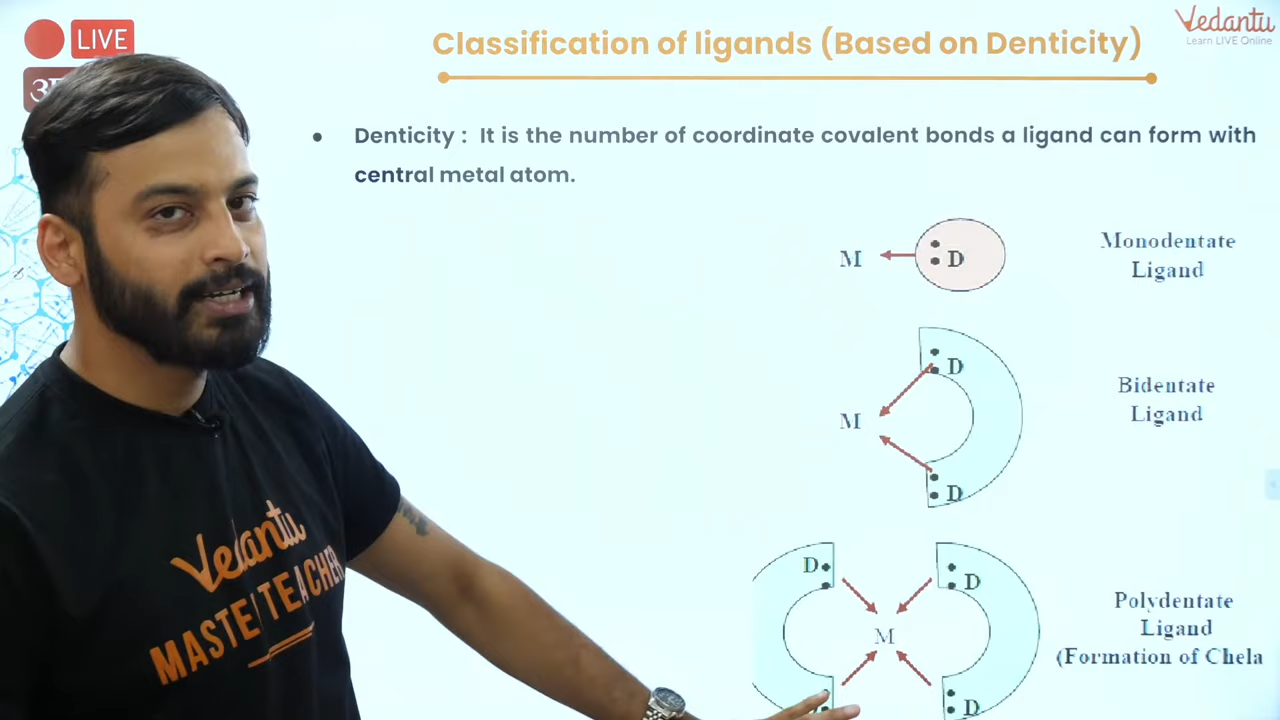 LIVE
Vedantu
Learn LIVE Online
Classification of ligands (Based on Denticity)
• Denticity : It is the number of coordinate covalent bonds a ligand can form with
central metal atom.
M
D
Monodentate
Ligand
D
M
D
Bidentate
Ligand
D
D
M
D
Polydentate
Ligand
(Formation of Chela
Vedantu
MASTER TEACHER